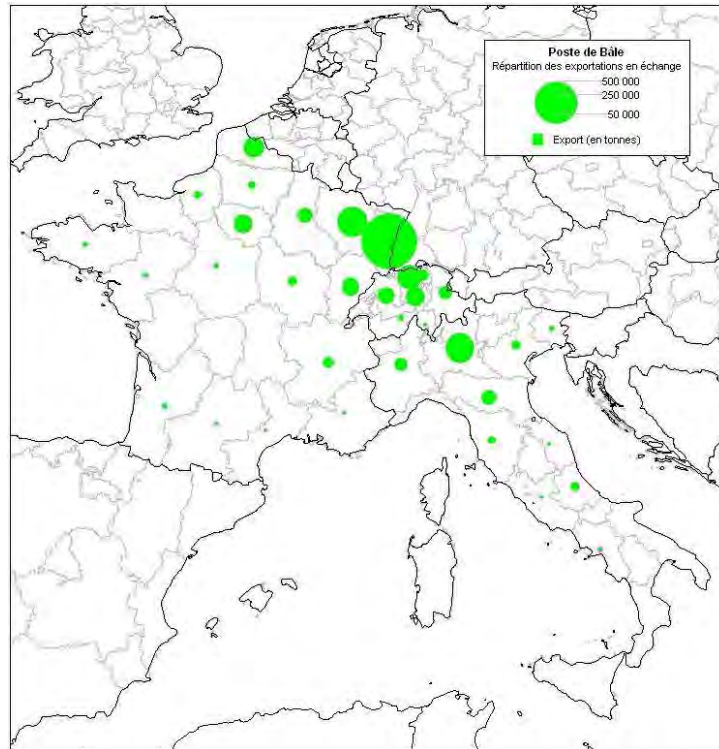 Poste de Bâle
Répartition des exportations en échange
500 000
250 000
50 000
Export (en tonnes)